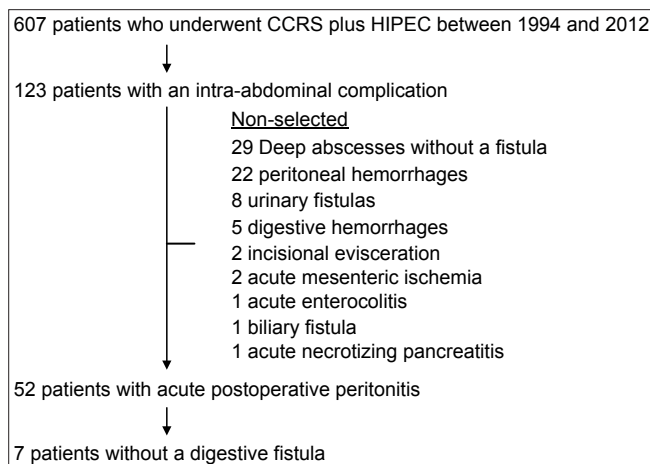 607 patients who underwent CCRS plus HIPEC between 1994 and 2012
123 patients with an intra-abdominal complication
Non-selected
29 Deep abscesses without a fistula
22 peritoneal hemorrhages
8 urinary fistulas
5 digestive hemorrhages
2 incisional evisceration
2 acute mesenteric ischemia
1 acute enterocolitis
1 biliary fistula
1 acute necrotizing pancreatitis
52 patients with acute postoperative peritonitis
7 patients without a digestive fistula